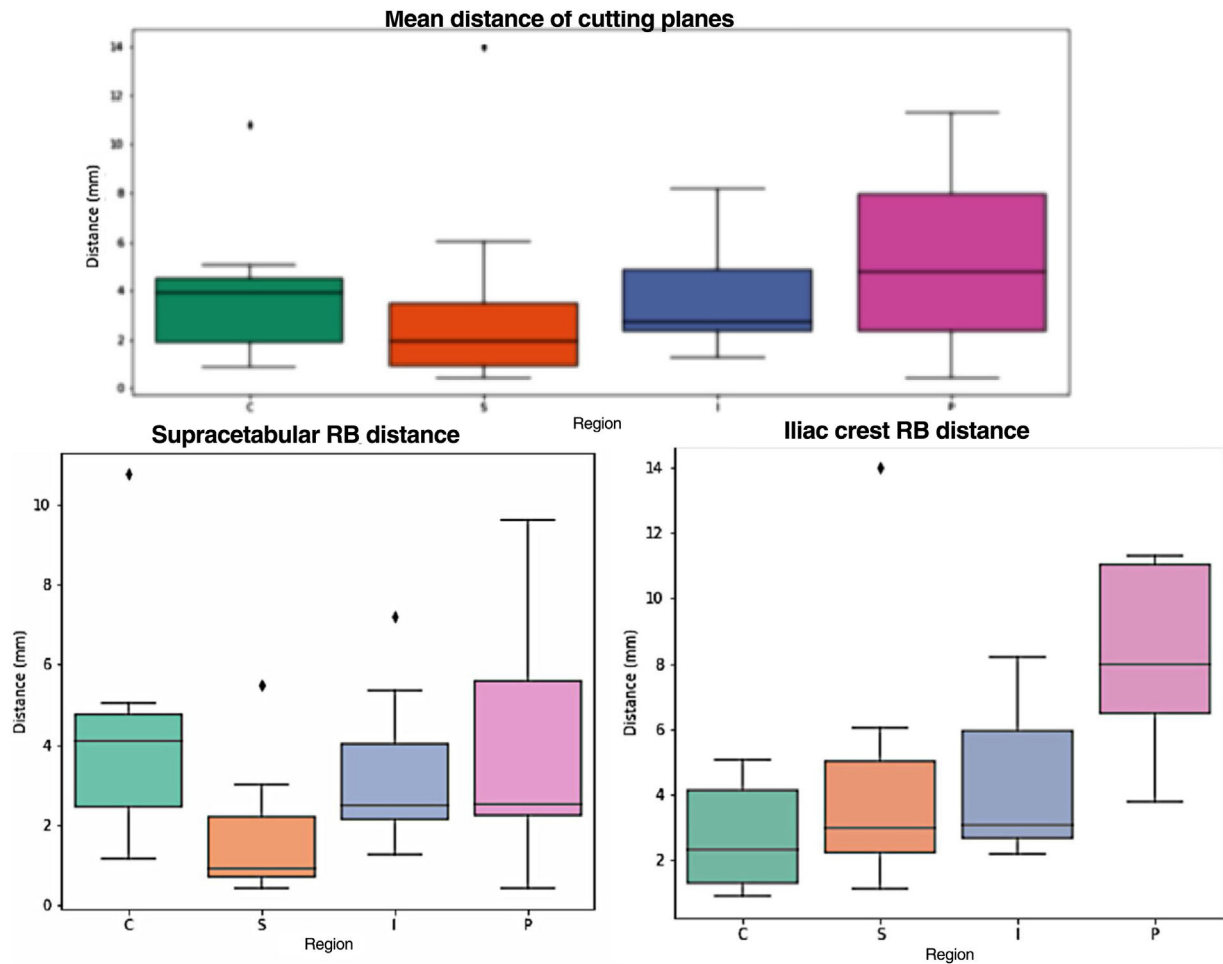 Mean distance of cutting planes
14
12
10
8
6
4
2
0
Distance (mm)
C S I P
Region
Supracetabular RB distance
10
8
6
4
2
0
Distance (mm)
C S I P
Region
Iliac crest RB distance
14
12
10
8
6
4
2
Distance (mm)
C S I P
Region